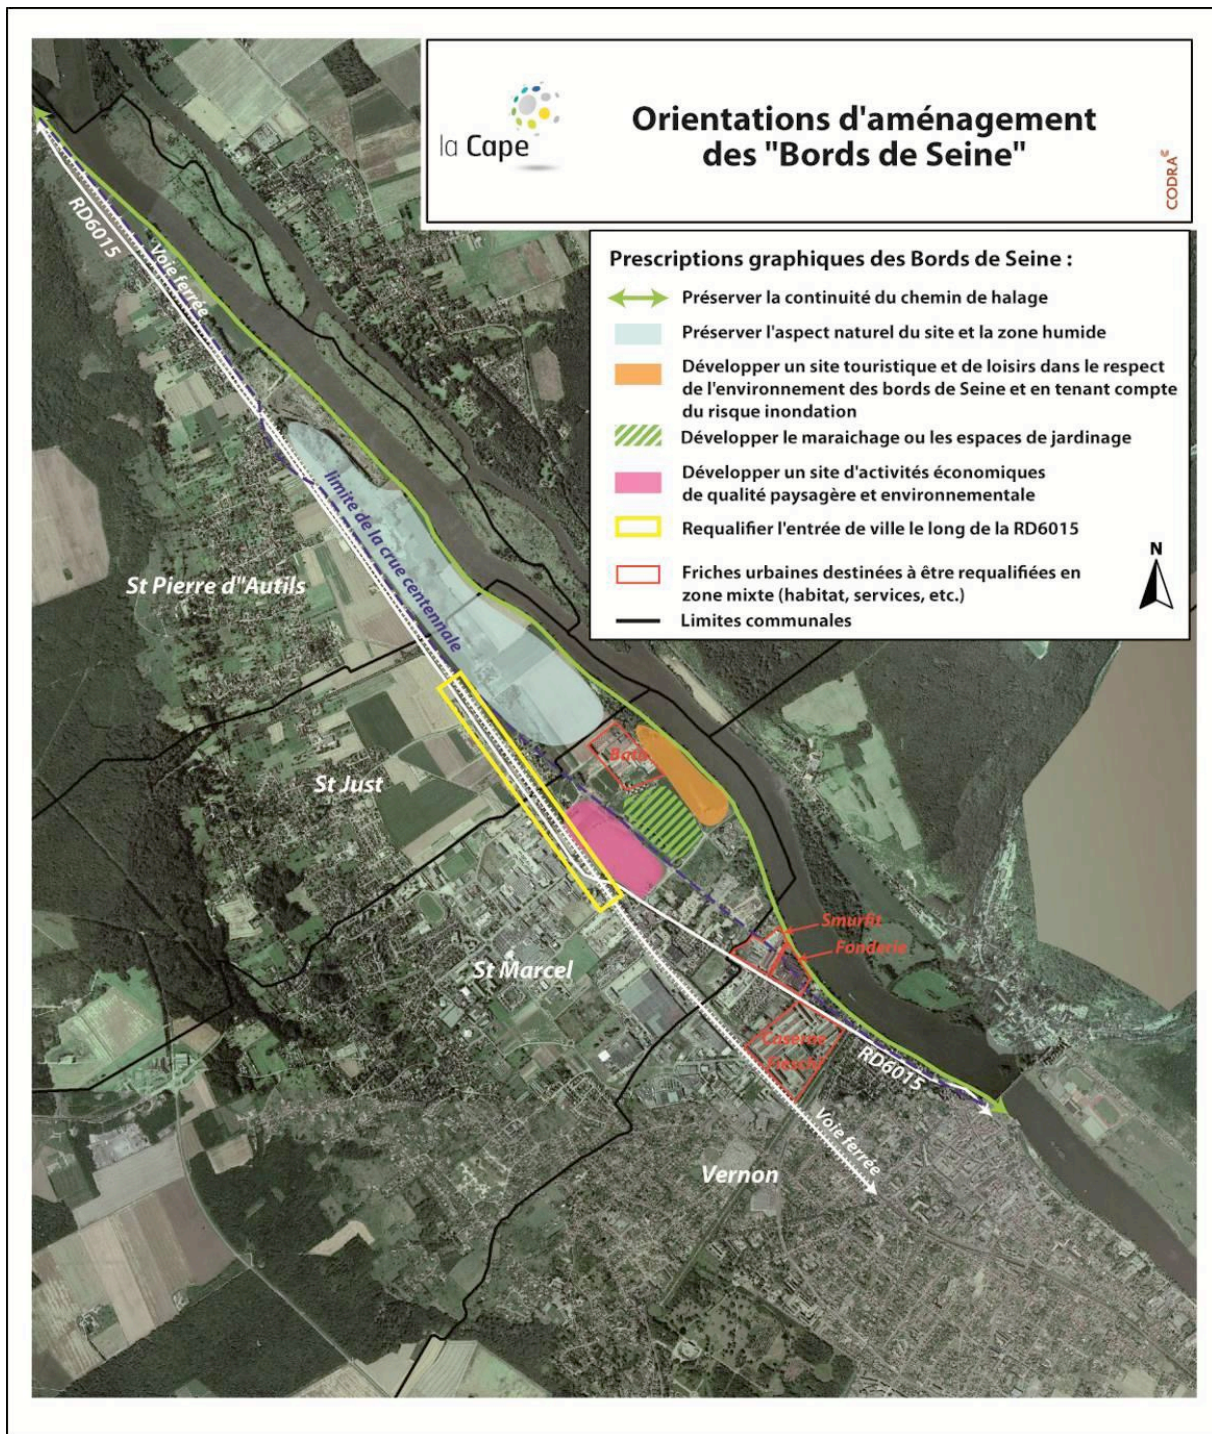 la Cape
Orientations d'aménagement
des "Bords de Seine"
CODRA©
Prescriptions graphiques des Bords de Seine :
Préserver la continuité du chemin de halage
Préserver l'aspect naturel du site et la zone humide
Développer un site touristique et de loisirs dans le respect
de l'environnement des bords de Seine et en tenant compte
du risque inondation
Développer le maraichage ou les espaces de jardinage
Développer un site d'activités économiques
de qualité paysagère et environnementale
Requalifier l'entrée de ville le long de la RD6015
Friches urbaines destinées à être requalifiées en
zone mixte (habitat, services, etc.)
Limites communales
N
RD6015
Voie ferrée
limite de la crue centennale
St Pierre d"Autils
St Just
St Marcel
Smurfit
Fonderie
Caserne
RD6015
Voie ferrée
Vernon